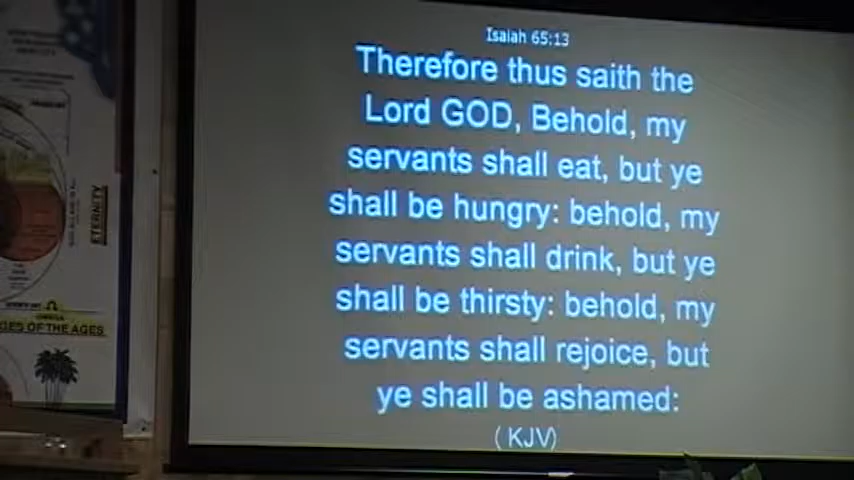 Isaiah 65:13
Therefore thus saith the
Lord GOD, Behold, my
servants shall eat, but ye
shall be hungry: behold, my
servants shall drink, but ye
shall be thirsty: behold, my
servants shall rejoice, but
ye shall be ashamed:
(KJV)
ETERNITY
GES OF THE AGES